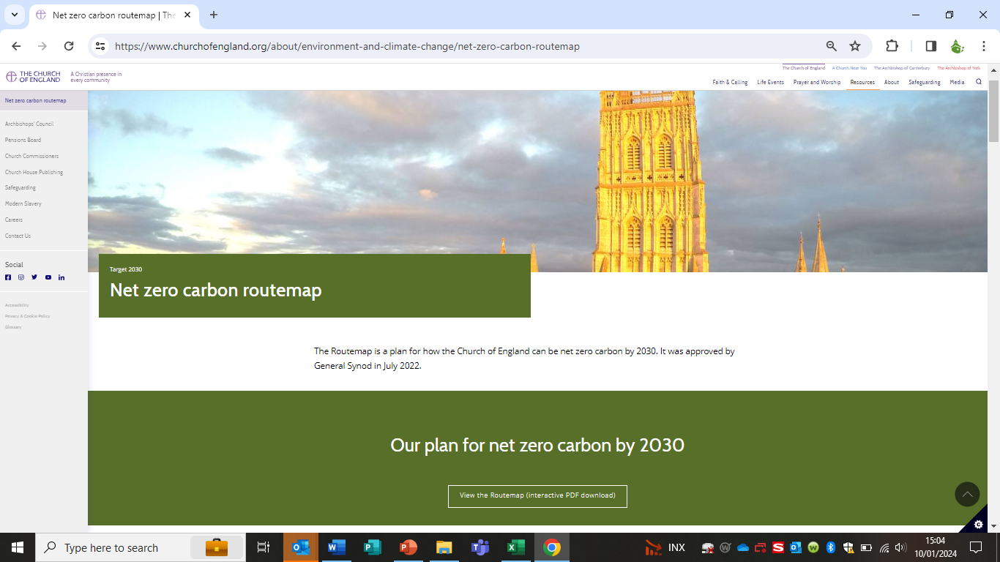 Net zero carbon routemap | The
https://www.churchofengland.org/about/environment-and-climate-change/net-zero-carbon-routemap
THE CHURCH
OF ENGLAND
A Christian presence in
every community
The Church of England A Church Near You The Archbishop of Canterbury The Archbishop of York
Faith & Calling Life Events Prayer and Worship Resources About Safeguarding Media
Net zero carbon routemap
Archbishops' Council
Pensions Board
Church Commissioners
Church House Publishing
Safeguarding
Modern Slavery
Careers
Contact Us
Social
Accessibility
Privacy & Cookie Policy
Glossary
Target 2030
Net zero carbon routemap
The Routemap is a plan for how the Church of England can be net zero carbon by 2030. It was approved by
General Synod in July 2022.
Our plan for net zero carbon by 2030
View the Routemap (interactive PDF download)
Type here to search
INX
15:04
10/01/2024